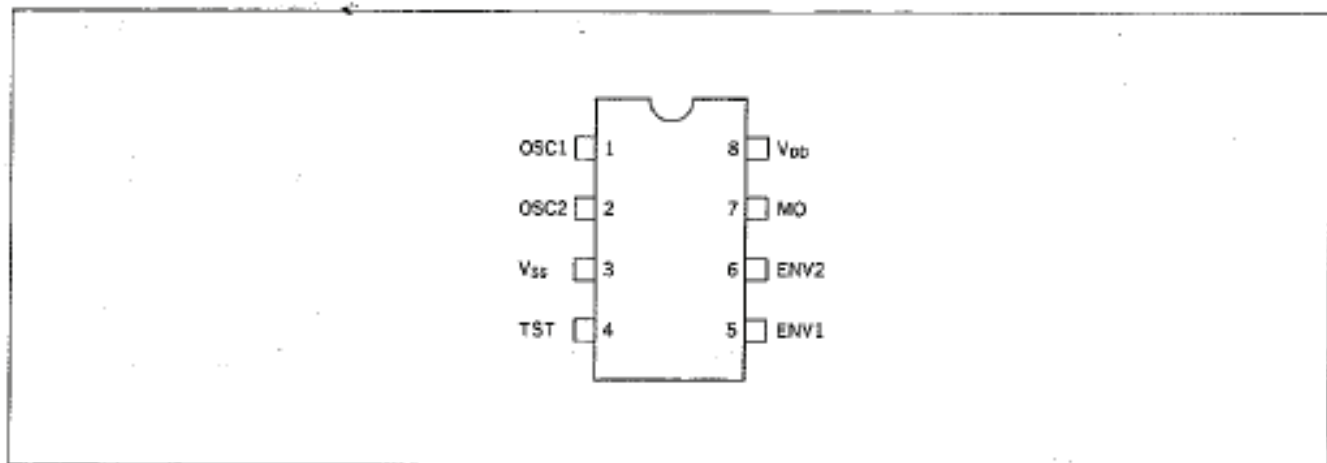 OSC1 1 8 VDD
OSC2 2 7 MO
VSS 3 6 ENV2
TST 4 5 ENV1